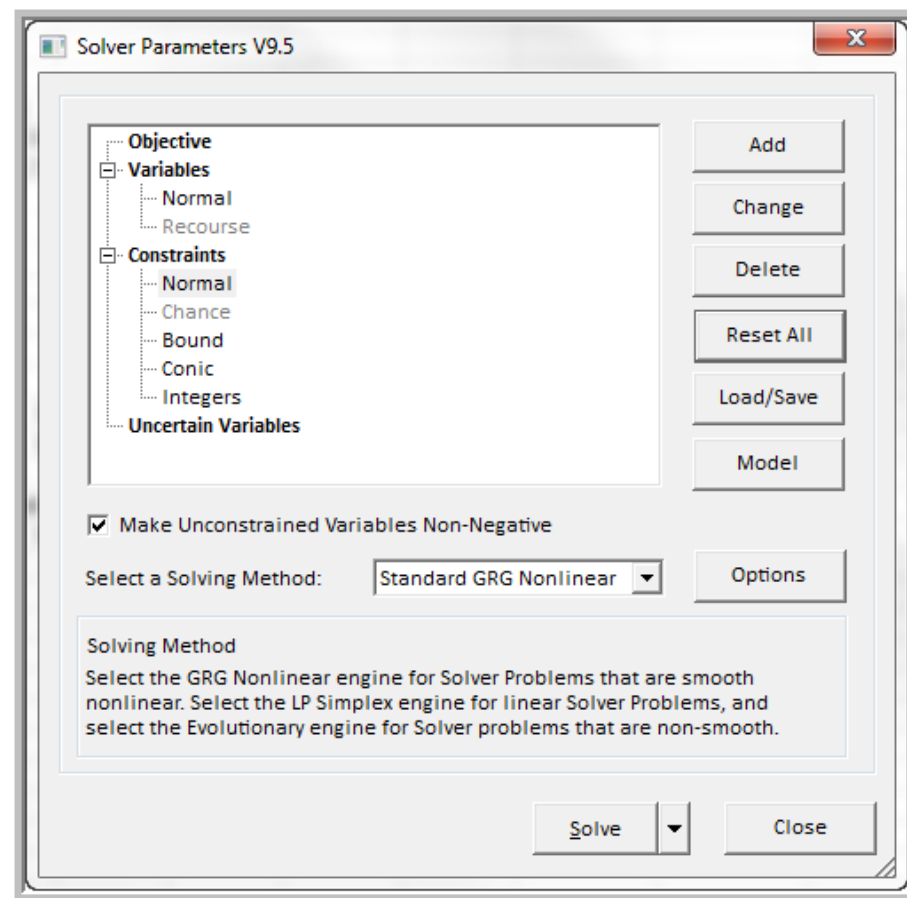 Solver Parameters V9.5
x
Objective
Variables
Normal
Recourse
Constraints
Normal
Chance
Bound
Conic
Integers
Uncertain Variables
Add
Change
Delete
Reset All
Load/Save
Model
Make Unconstrained Variables Non-Negative
Select a Solving Method: Standard GRG Nonlinear
Options
Solving Method
Select the GRG Nonlinear engine for Solver Problems that are smooth
nonlinear. Select the LP Simplex engine for linear Solver Problems, and
select the Evolutionary engine for Solver problems that are non-smooth.
Solve
Close